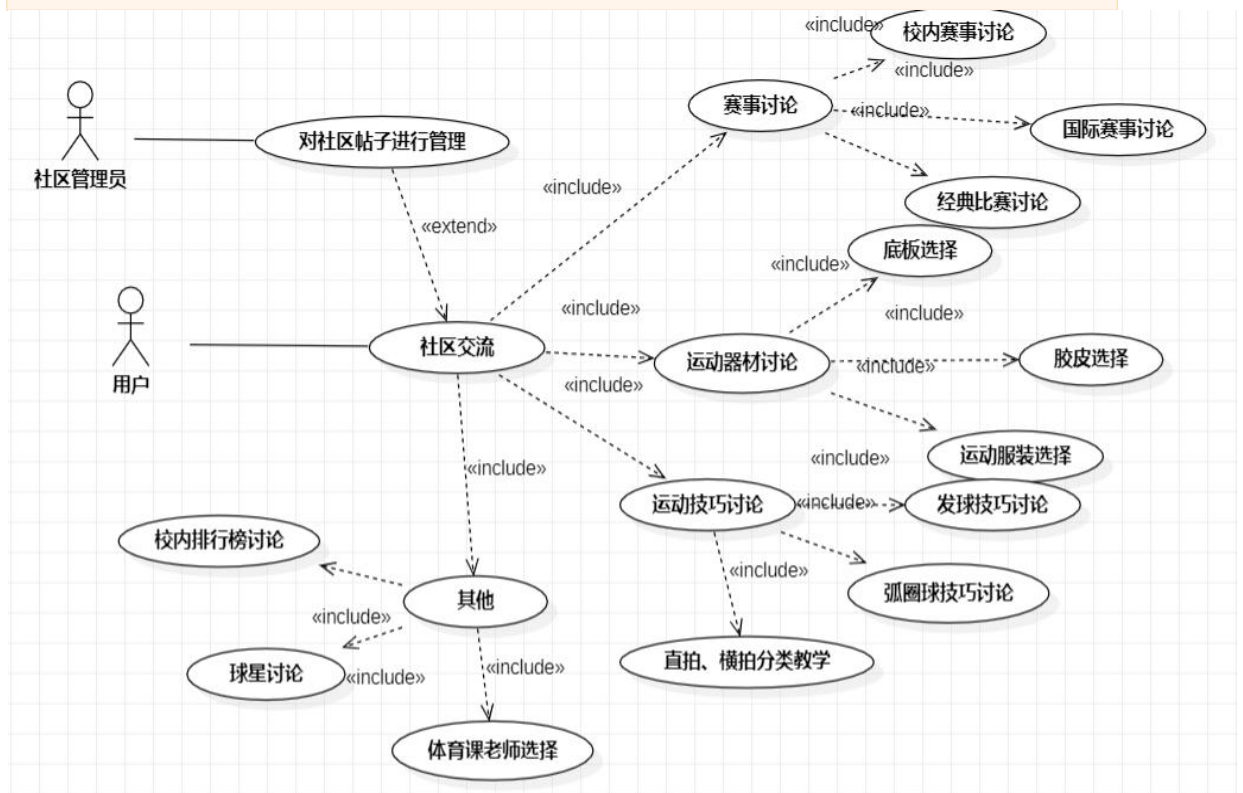 «include»
校内赛事讨论
«include»
赛事讨论
«include»
国际赛事讨论
对社区帖子进行管理
社区管理员
«include»
经典比赛讨论
«extend»
底板选择
«include»
«include»
«include»
社区交流
运动器材讨论
胶皮选择
«include»
用户
«include»
运动服装选择
«include»
«include»
运动技巧讨论
«include»
发球技巧讨论
校内排行榜讨论
«include»
弧圈球技巧讨论
其他
«include»
直拍、横拍分类教学
球星讨论
«include»
«include»
体育课老师选择